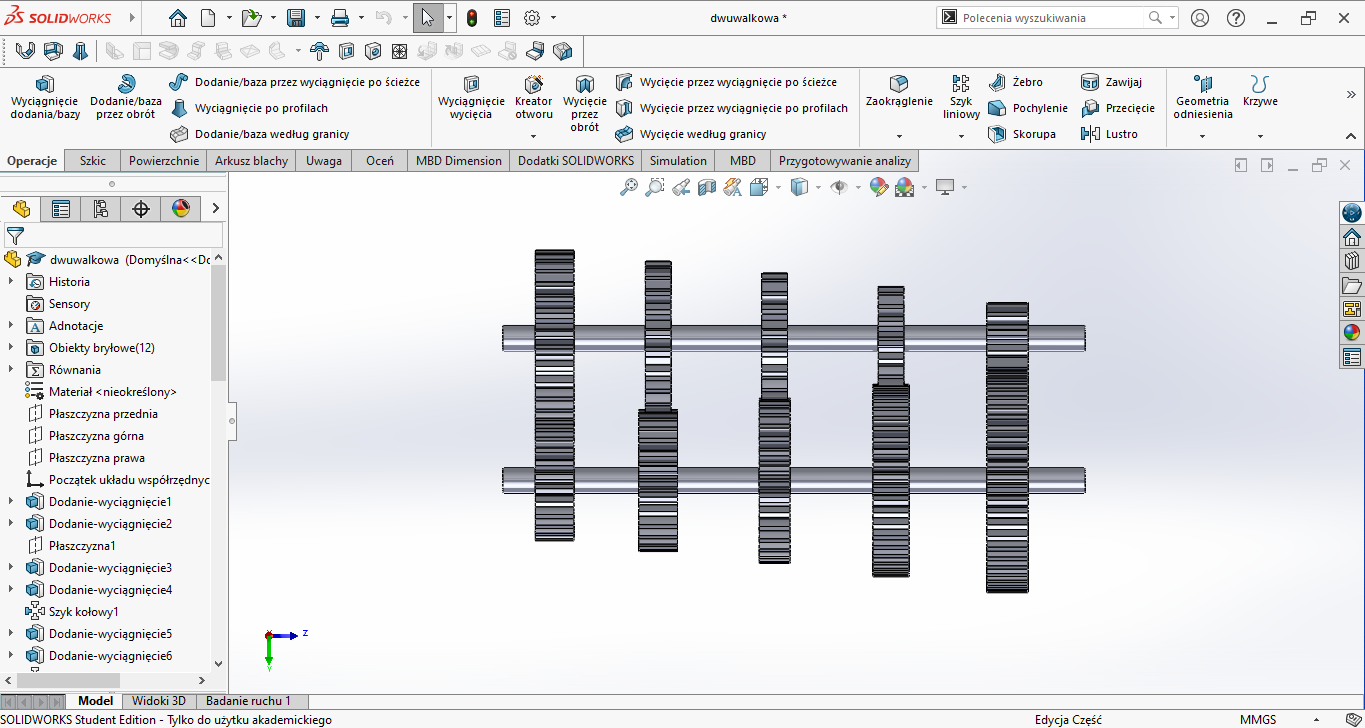 SOLIDWORKS
dwuwalkowa *
Polecenia wyszukiwania
Wyciągnięcie dodania/bazy
Dodanie/baza przez obrót
Dodanie/baza przez wyciągnięcie po ścieżce
Wyciągnięcie po profilach
Dodanie/baza według granicy
Wyciągnięcie wycięcia
Kreator otworu
Wycięcie przez obrót
Wycięcie przez wyciągnięcie po ścieżce
Wycięcie przez wyciągnięcie po profilach
Wycięcie według granicy
Zaokrąglenie
Szyk liniowy
Żebro
Pochylenie
Skorupa
Zawijaj
Przecięcie
Lustro
Geometria odniesienia
Krzywe
Operacje Szkic Powierzchnie Arkusz blachy Uwaga Oceń MBD Dimension Dodatki SOLIDWORKS Simulation MBD Przygotowywanie analizy
dwuwalkowa (Domyślna<<Dc
Historia
Sensory
Adnotacje
Obiekty bryłowe(12)
Równania
Materiał <nieokreślony>
Płaszczyzna przednia
Płaszczyzna górna
Płaszczyzna prawa
Początek układu współrzędnyc
Dodanie-wyciągnięcie1
Dodanie-wyciągnięcie2
Płaszczyzna1
Dodanie-wyciągnięcie3
Dodanie-wyciągnięcie4
Szyk kołowy1
Dodanie-wyciągnięcie5
Dodanie-wyciągnięcie6
Z
Y
Model Widoki 3D Badanie ruchu 1
SOLIDWORKS Student Edition - Tylko do użytku akademickiego
Edycja Część
MMGS